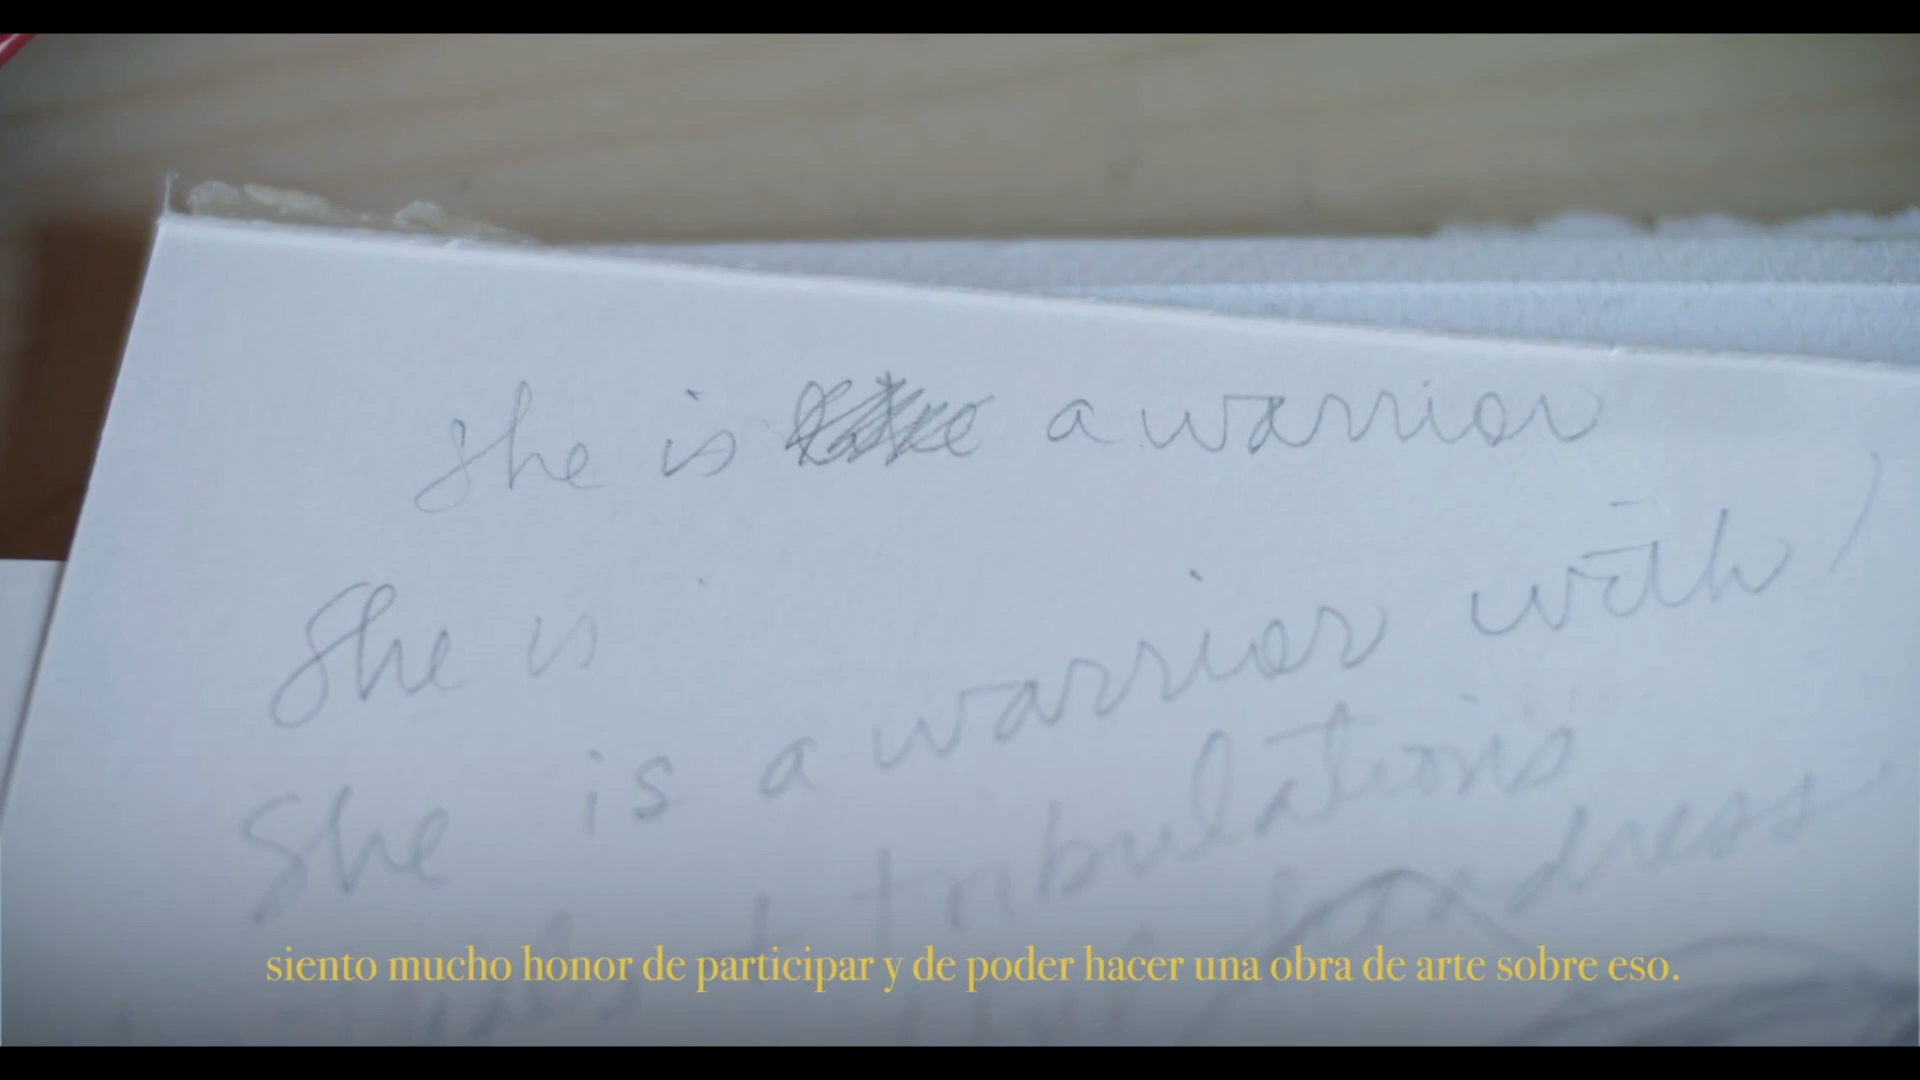 She is a warrior
She is
She is a warrior with
tribulations
siento mucho honor de participar y de poder hacer una obra de arte sobre eso.